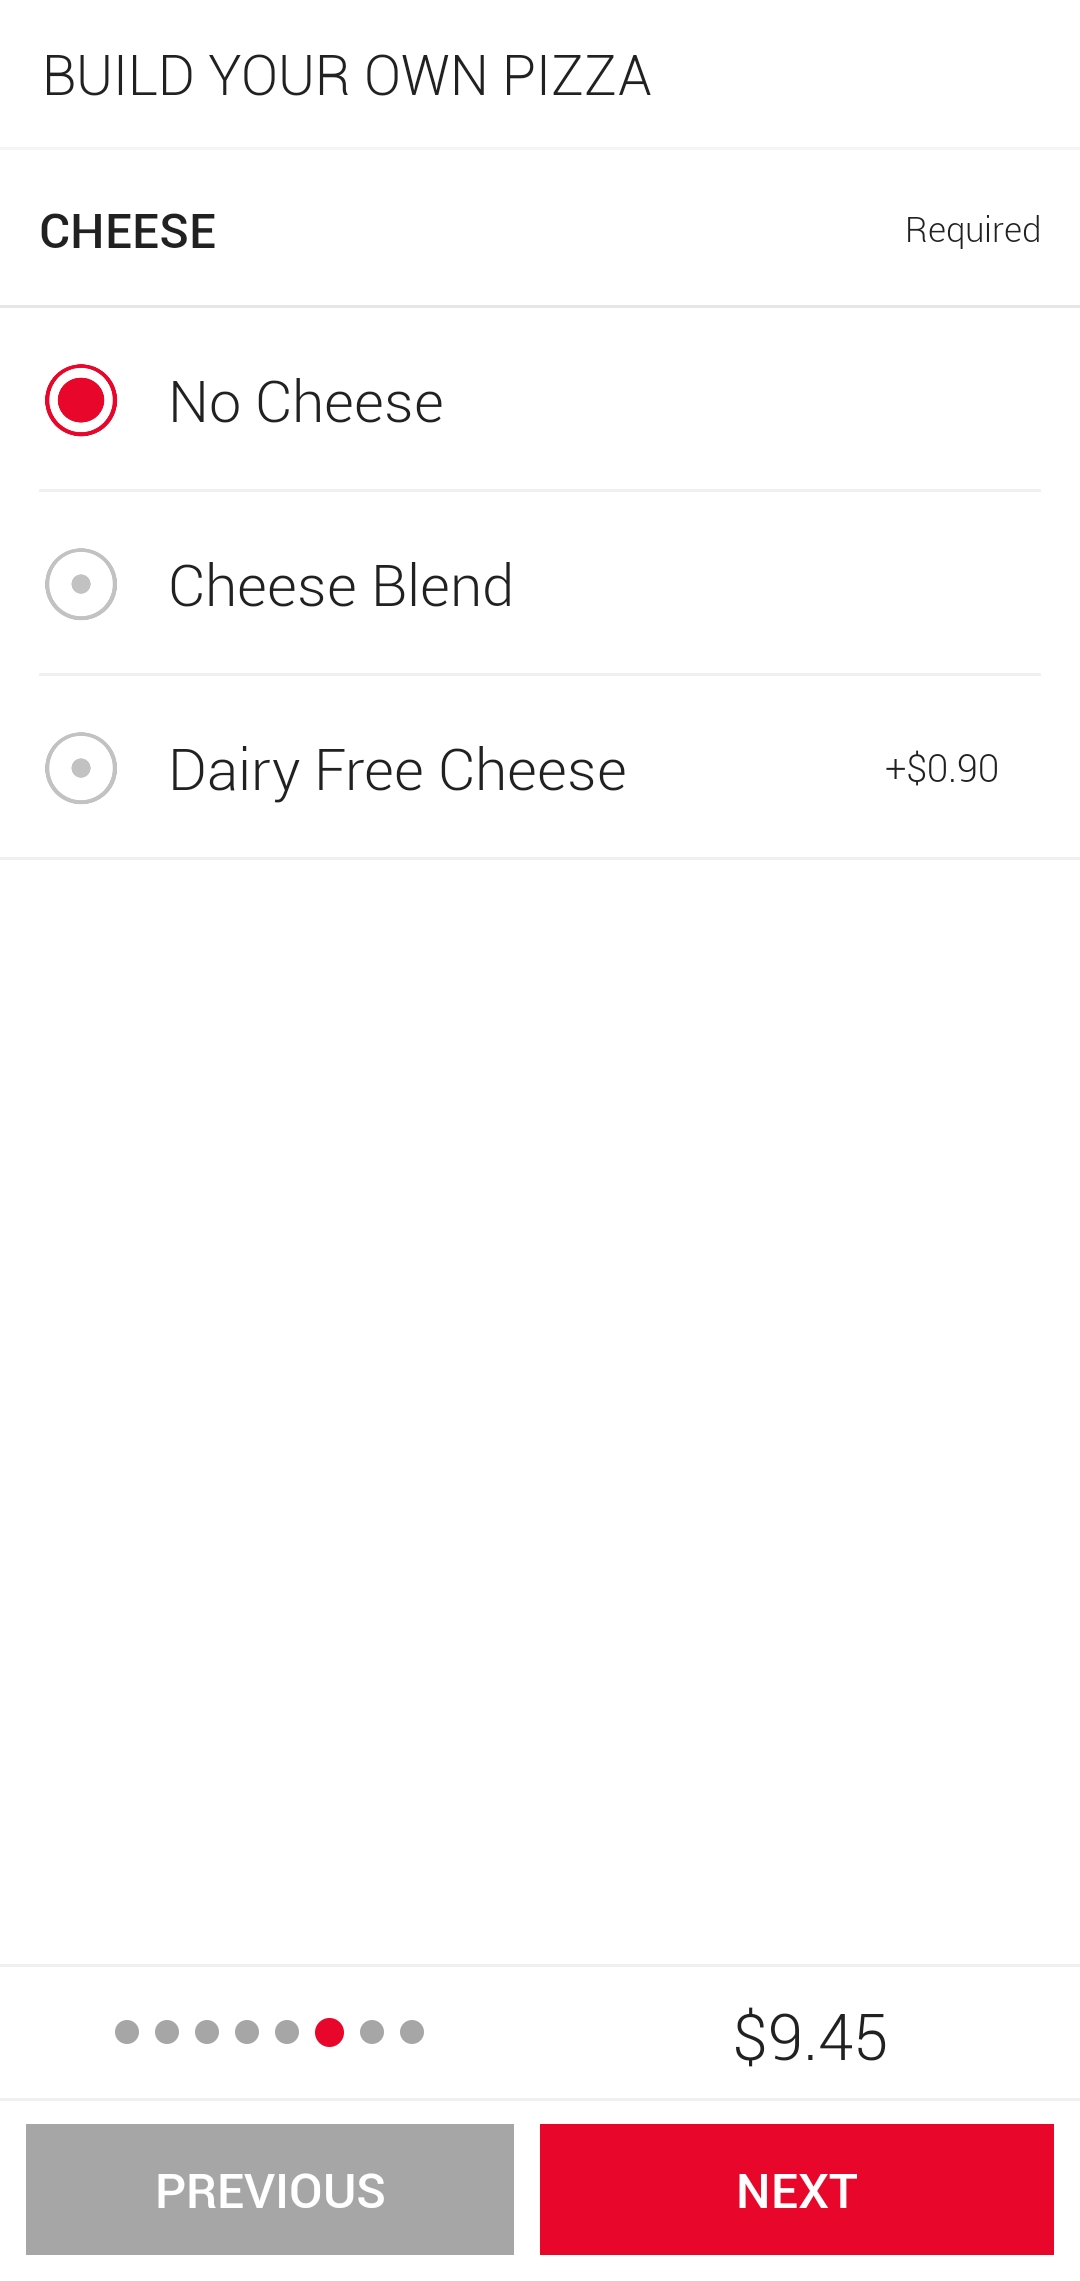 BUILD YOUR OWN PIZZA
CHEESE
Required
No Cheese
Cheese Blend
Dairy Free Cheese
+$0.90
$9.45
PREVIOUS
NEXT